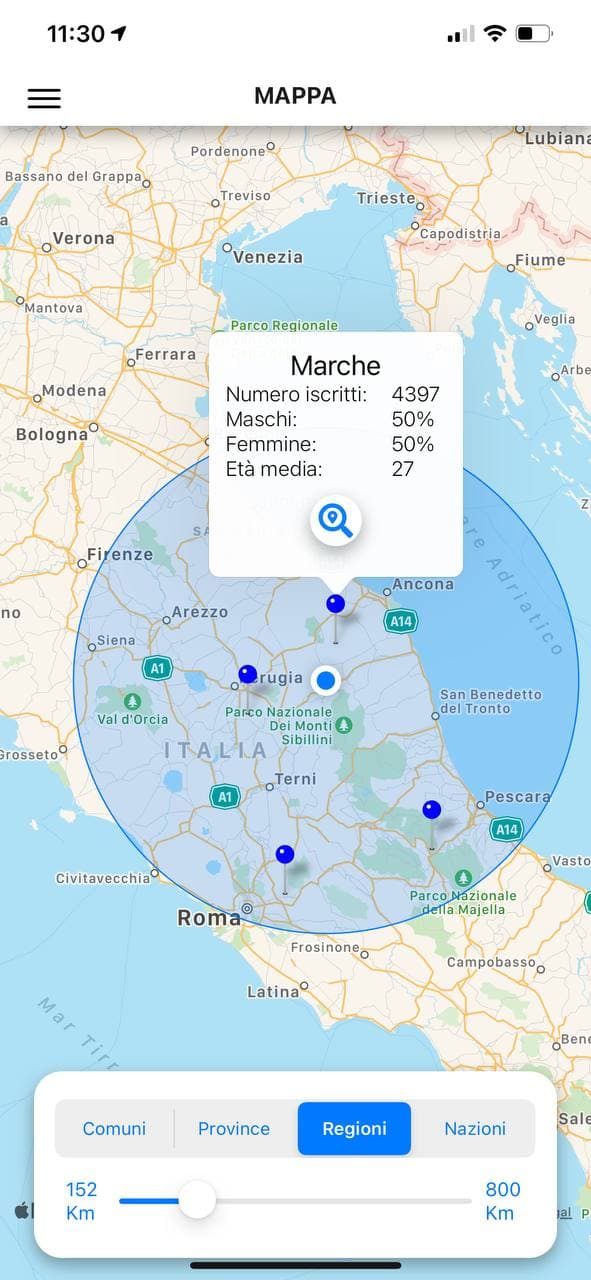 11:30
MAPPA
Lubiana
Pordenone
Bassano del Grappa
Treviso
Trieste
Capodistria
Verona
Venezia
Fiume
Mantova
Veglia
Parco Regionale
Ferrara
Modena
Bologna
Marche
Numero iscritti: 4397
Maschi: 50%
Femmine: 50%
Età media: 27
are Adriatico
Firenze
Ancona
Arezzo
A14
Siena
A1
erugia
San Benedetto
del Tronto
Val d'Orcia
Parco Nazionale
Dei Monti
Sibillini
ITALIA
Grosseto
Terni
A1
Pescara
A14
Vasto
Civitavecchia
Parco Nazionale
della Majella
Roma
Frosinone
Campobasso
Latina
Mar Tirr
Bene
Sale
Comuni Province Regioni Nazioni
152
Km
800
Km